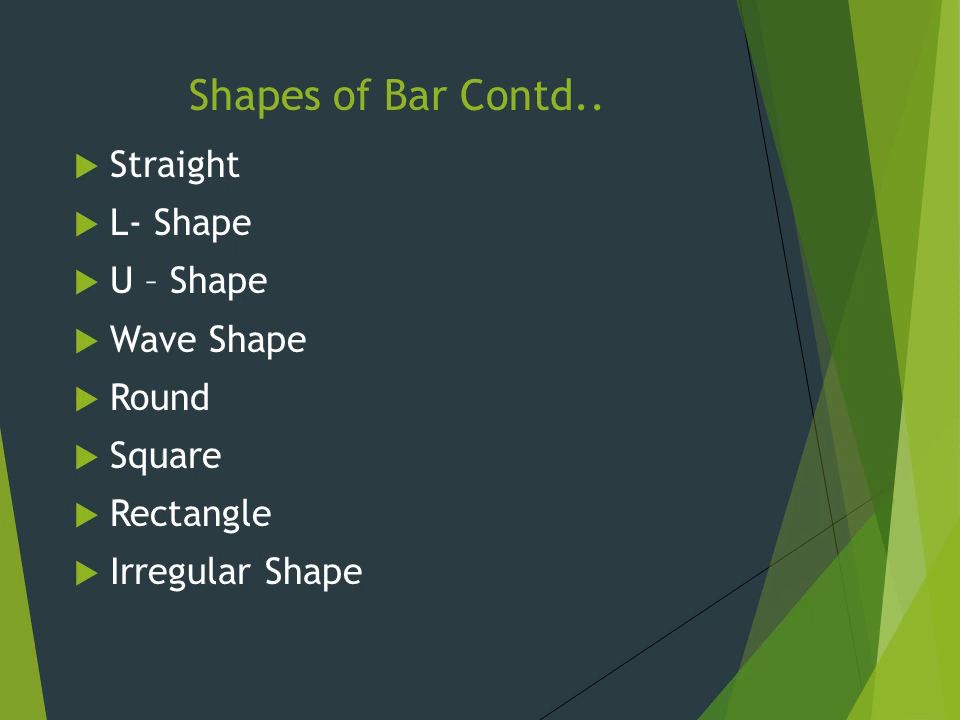 Shapes of Bar Contd..
Straight
L- Shape
U – Shape
Wave Shape
Round
Square
Rectangle
Irregular Shape